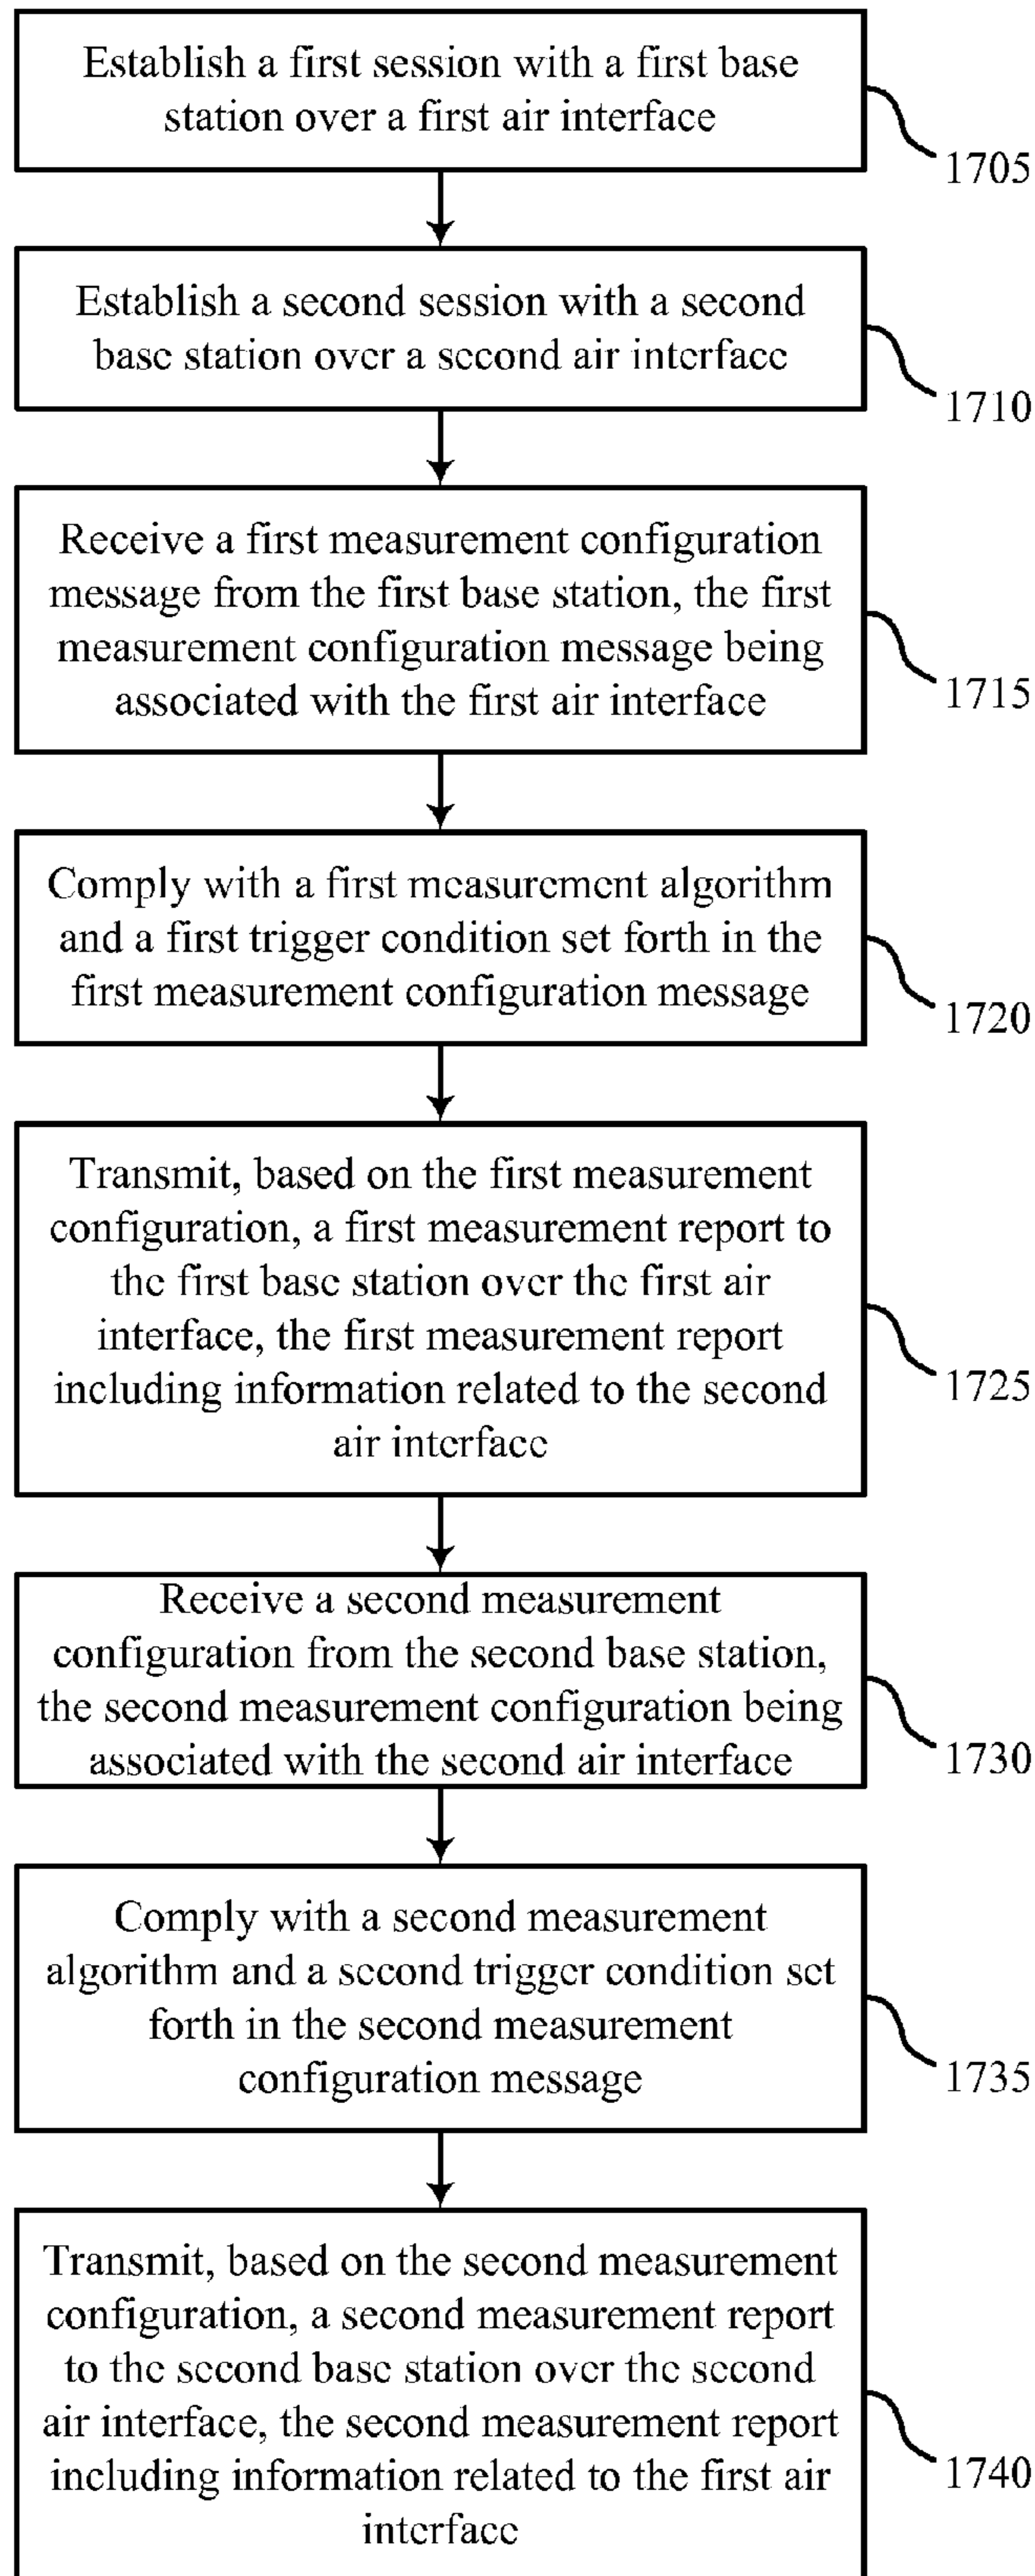 Establish a first session with a first base
station over a first air interface
1705
Establish a second session with a second
base station over a second air interface
1710
Receive a first measurement configuration
message from the first base station, the first
measurement configuration message being
associated with the first air interface
1715
Comply with a first measurement algorithm
and a first trigger condition set forth in the
first measurement configuration message
1720
Transmit, based on the first measurement
configuration, a first measurement report to
the first base station over the first air
interface, the first measurement report
including information related to the second
air interface
1725
Receive a second measurement
configuration from the second base station,
the second measurement configuration being
associated with the second air interface
1730
Comply with a second measurement
algorithm and a second trigger condition set
forth in the second measurement
configuration message
1735
Transmit, based on the second measurement
configuration, a second measurement report
to the second base station over the second
air interface, the second measurement report
including information related to the first air
interface
1740